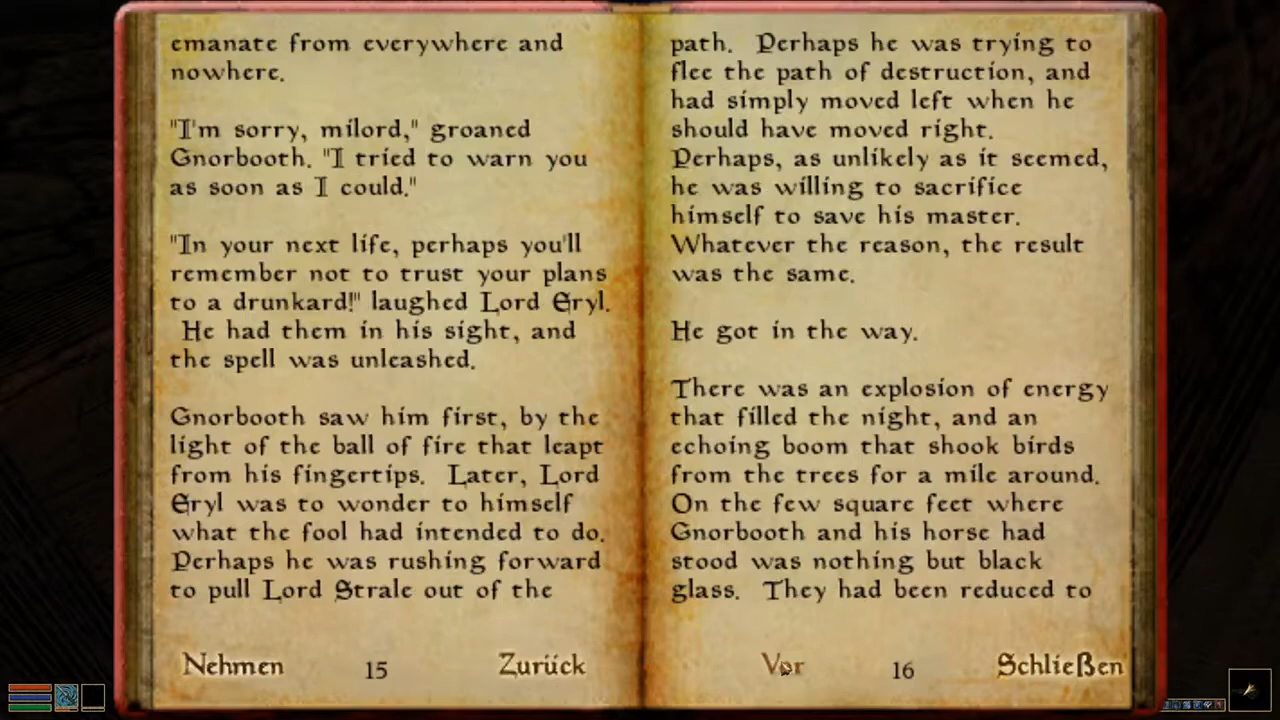 emanate from everywhere and
nowhere.
"I'm sorry, milord," groaned
Gnorbooth. "I tried to warn you
as soon as I could."
"In your next life, perhaps you'll
remember not to trust your plans
to a drunkard!" laughed Lord Eryl.
He had them in his sight, and
the spell was unleashed.
Gnorbooth saw him first, by the
light of the ball of fire that leapt
from his fingertips.  Later, Lord
Eryl was to wonder to himself
what the fool had intended to do.
Perhaps he was rushing forward
to pull Lord Strale out of the
Nehmen 15 Zurück
path.  Perhaps he was trying to
flee the path of destruction, and
had simply moved left when he
should have moved right.
Perhaps, as unlikely as it seemed,
he was willing to sacrifice
himself to save his master.
Whatever the reason, the result
was the same.
He got in the way.
There was an explosion of energy
that filled the night, and an
echoing boom that shook birds
from the trees for a mile around.
On the few square feet where
Gnorbooth and his horse had
stood was nothing but black
glass.  They had been reduced to
Vor 16 Schließen